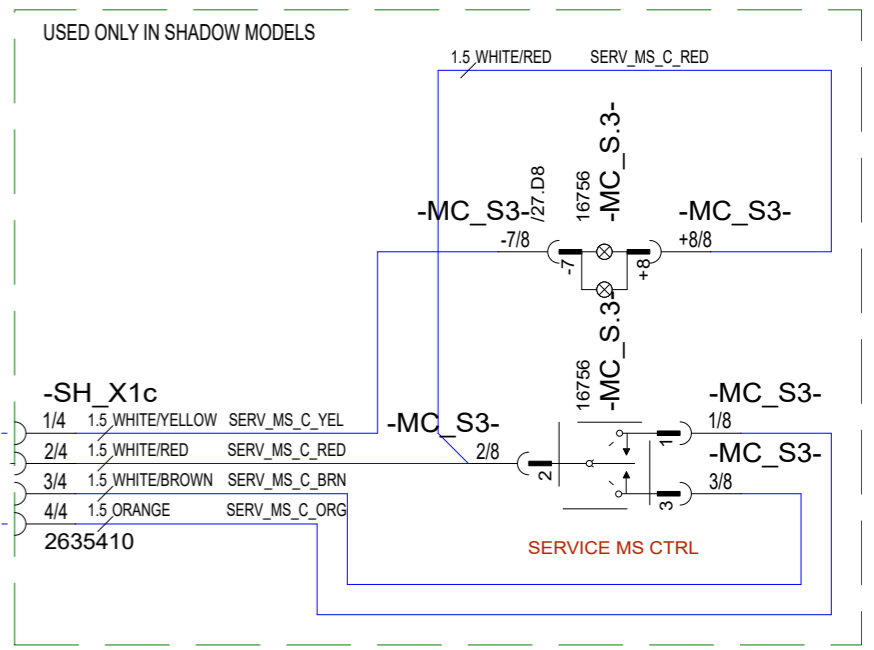 USED ONLY IN SHADOW MODELS
1.5 WHITE/RED SERV_MS_C_RED
-MC_S3-
-7/8
/27.D8
16756
-MC_S.3-
-MC_S3-
+8/8
-7
+8
16756
-MC_S.3-
-SH_X1c
1/4 1.5 WHITE/YELLOW SERV_MS_C_YEL
2/4 1.5 WHITE/RED SERV_MS_C_RED
3/4 1.5 WHITE/BROWN SERV_MS_C_BRN
4/4 1.5 ORANGE SERV_MS_C_ORG
2635410
-MC_S3-
2/8
2
-MC_S3-
1/8
1
-MC_S3-
3/8
3
SERVICE MS CTRL